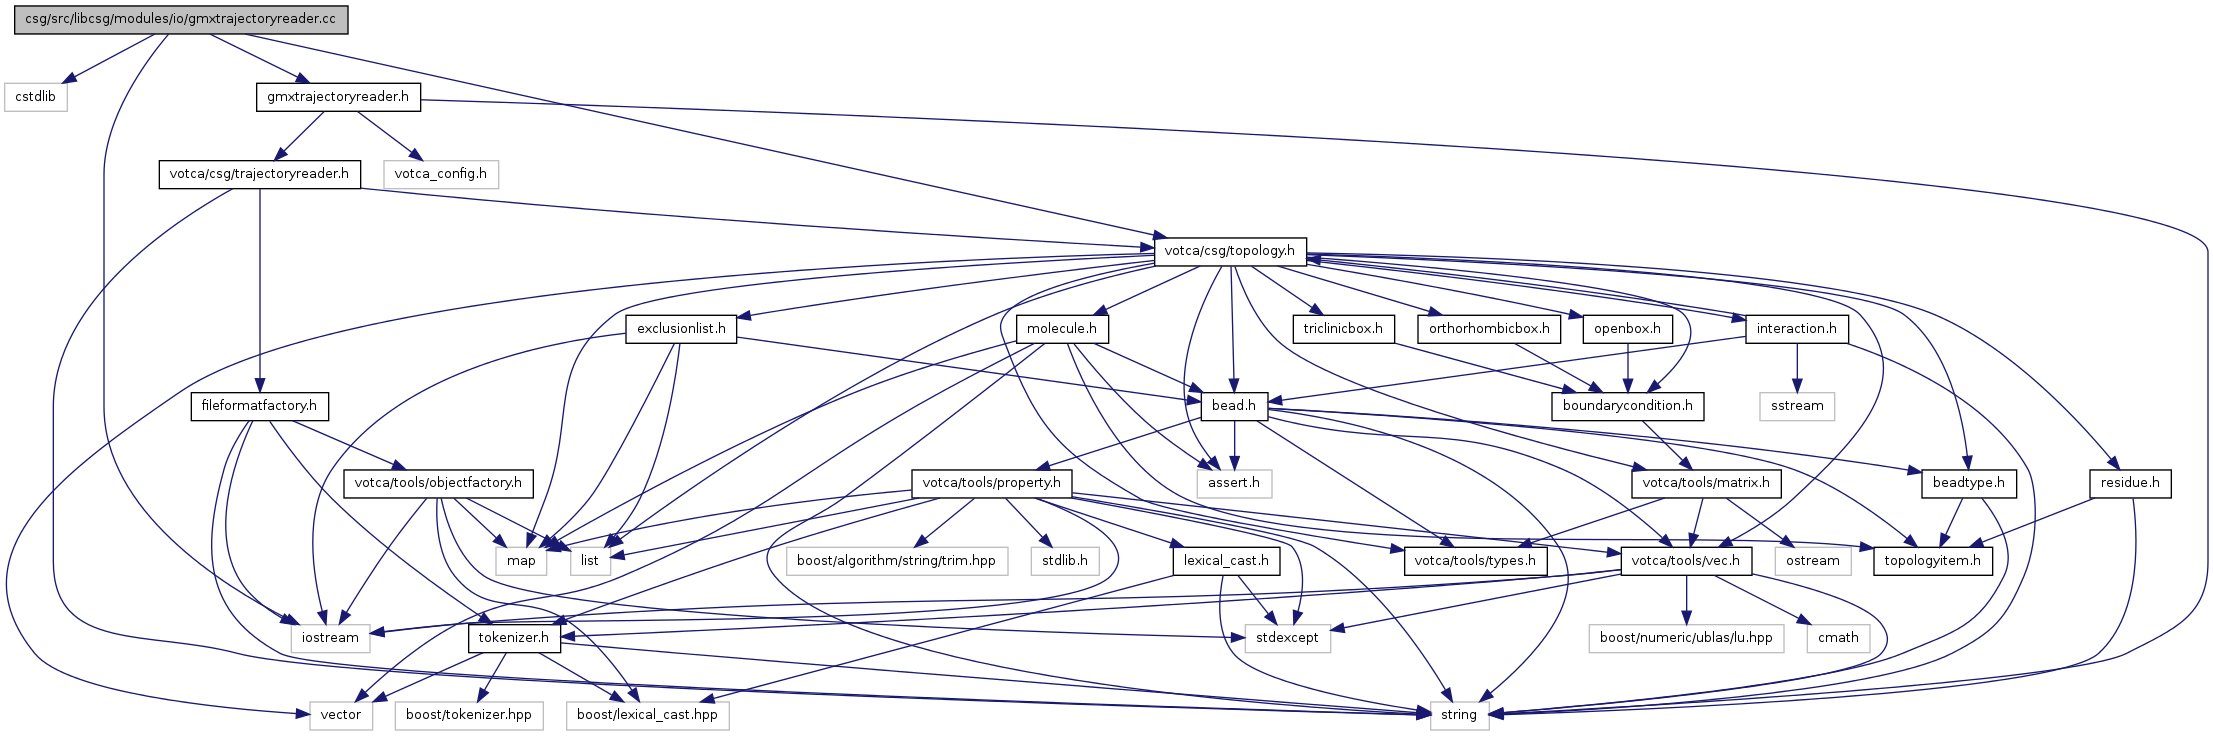 csg/src/libcsg/modules/io/gmxtrajectoryreader.cc
cstdlib
gmxtrajectoryreader.h
votca/csg/trajectoryreader.h
votca_config.h
votca/csg/topology.h
exclusionlist.h
molecule.h
triclinicbox.h
orthorhombicbox.h
openbox.h
interaction.h
fileformatfactory.h
bead.h
boundarycondition.h
sstream
votca/tools/objectfactory.h
votca/tools/property.h
assert.h
votca/tools/matrix.h
beadtype.h
residue.h
map
list
boost/algorithm/string/trim.hpp
stdlib.h
lexical_cast.h
votca/tools/types.h
votca/tools/vec.h
ostream
topologyitem.h
iostream
tokenizer.h
stdexcept
boost/numeric/ublas/lu.hpp
cmath
vector
boost/tokenizer.hpp
boost/lexical_cast.hpp
string